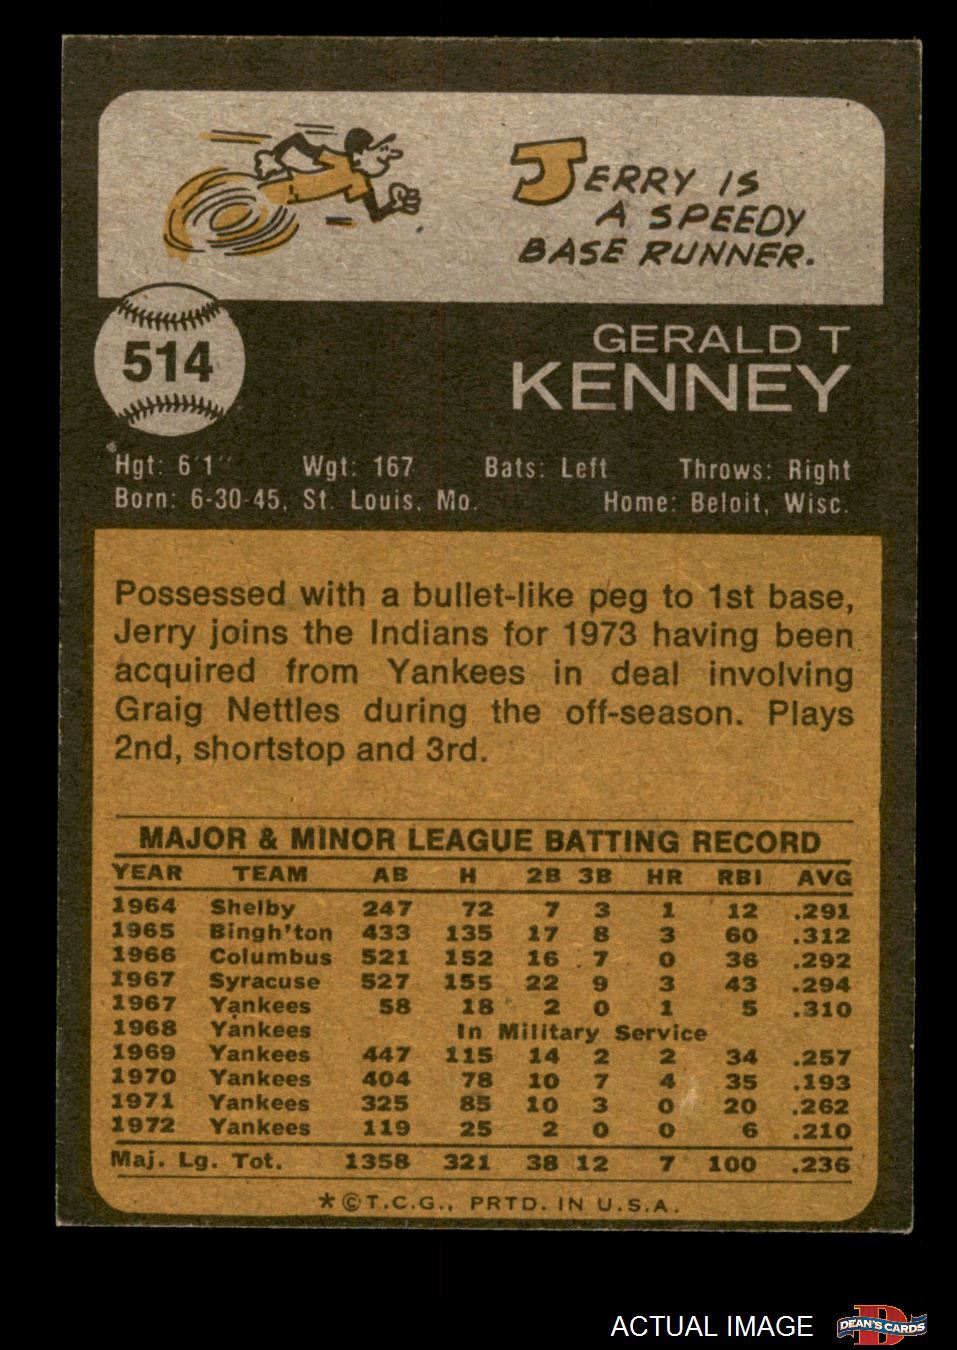 JERRY IS
A SPEEDY
BASE RUNNER.
514
GERALD T
KENNEY
Hgt: 6'1" Wgt: 167 Bats: Left Throws: Right
Born: 6-30-45, St. Louis, Mo. Home: Beloit, Wisc.
Possessed with a bullet-like peg to 1st base,
Jerry joins the Indians for 1973 having been
acquired from Yankees in deal involving
Graig Nettles during the off-season. Plays
2nd, shortstop and 3rd.
MAJOR & MINOR LEAGUE BATTING RECORD
YEAR TEAM AB H 2B 3B HR RBI AVG
1964 Shelby 247 72 7 3 1 12 .291
1965 Bingh'ton 433 135 17 8 3 60 .312
1966 Columbus 521 152 16 7 0 36 .292
1967 Syracuse 527 155 22 9 3 43 .294
1967 Yankees 58 18 2 0 1 5 .310
1968 Yankees In Military Service
1969 Yankees 447 115 14 2 2 34 .257
1970 Yankees 404 78 10 7 4 35 .193
1971 Yankees 325 85 10 3 0 20 .262
1972 Yankees 119 25 2 0 0 6 .210
Maj. Lg. Tot. 1358 321 38 12 7 100 .236
*©T.C.G., PRTD. IN U.S.A.
ACTUAL IMAGE
DEAN'S CARDS